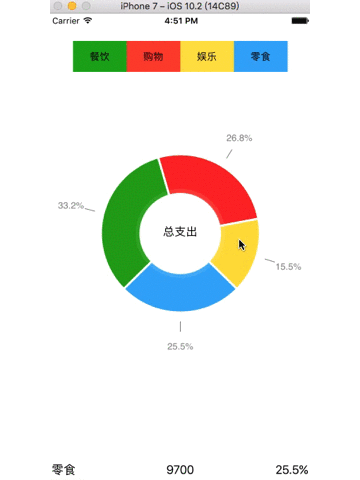 iPhone 7 – iOS 10.2 (14C89)
Carrier 4:51 PM
餐饮 购物 娱乐 零食
26.8%
33.2%
总支出
15.5%
25.5%
零食 9700 25.5%